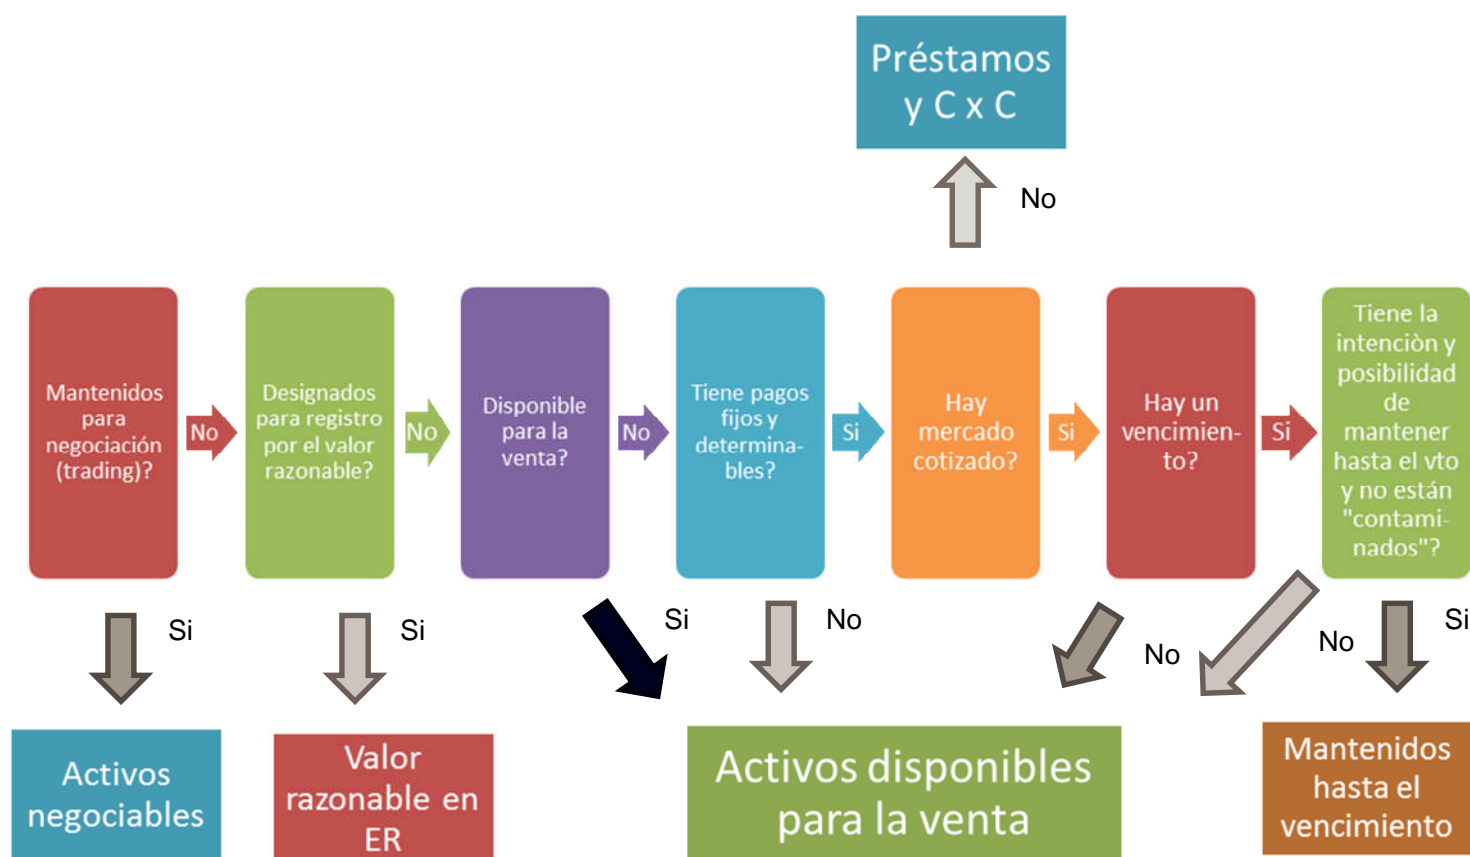 Préstamos
y C x C
No
Mantenidos
para
negociación
(trading)?
No
Designados
para registro
por el valor
razonable?
No
Disponible
para la
venta?
No
Tiene pagos
fijos y
determina-
bles?
Si
Hay
mercado
cotizado?
Si
Hay un
vencimien-
to?
Si
Tiene la
intenciòn y
posibilidad
de
mantener
hasta el vto
y no están
"contami-
nados"?
Si
Si
Si
No
No
No
Si
Activos
negociables
Valor
razonable en
ER
Activos disponibles
para la venta
Mantenidos
hasta el
vencimiento